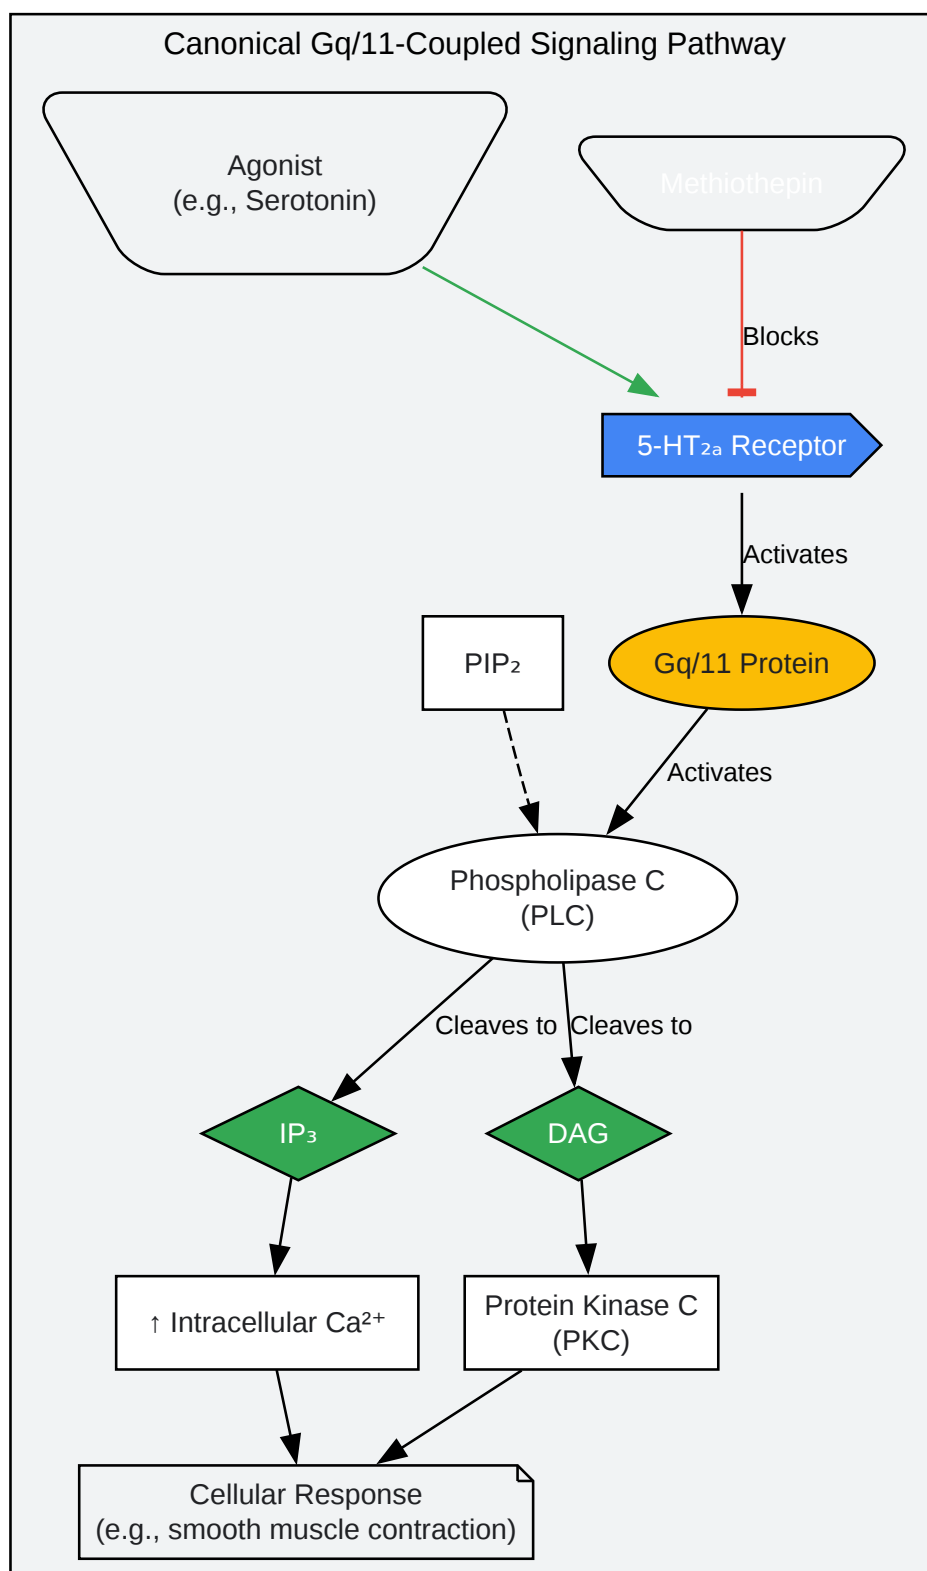 Canonical Gq/11-Coupled Signaling Pathway
Agonist
(e.g., Serotonin)
Methiothepin
Blocks
5-HT₂ₐ Receptor
Activates
PIP₂
Gq/11 Protein
Activates
Phospholipase C
(PLC)
Cleaves to
Cleaves to
IP₃
DAG
↑ Intracellular Ca²⁺
Protein Kinase C
(PKC)
Cellular Response
(e.g., smooth muscle contraction)